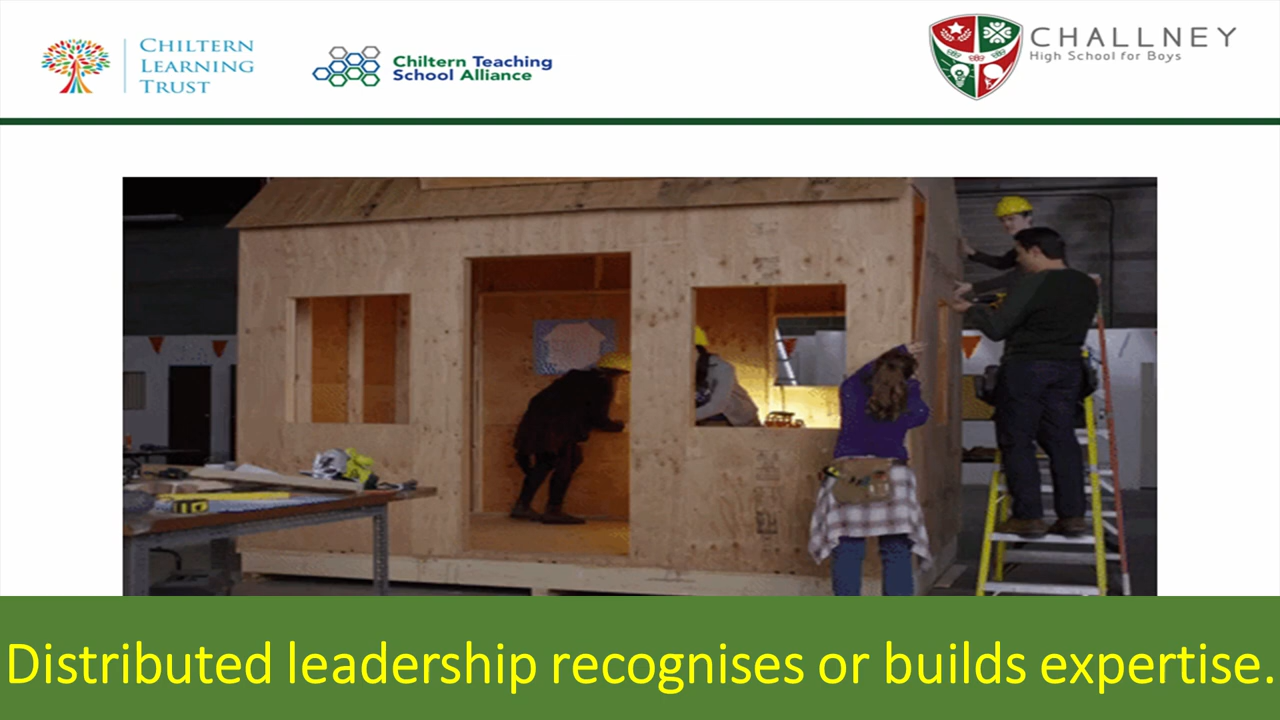 CHILTERN
LEARNING
TRUST
Chiltern Teaching
School Alliance
CHALLNEY
High School for Boys
Distributed leadership recognises or builds expertise.